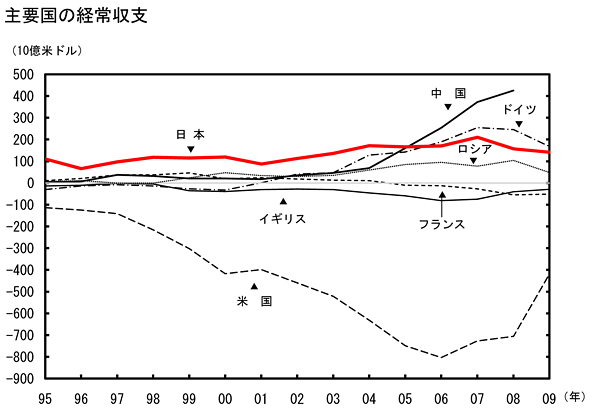 主要国の経常収支
（10億米ドル）
500
400
300
200
100
0
-100
-200
-300
-400
-500
-600
-700
-800
-900
中 国
ドイツ
日 本
ロシア
イギリス
フランス
米 国
95 96 97 98 99 00 01 02 03 04 05 06 07 08 09 （年）